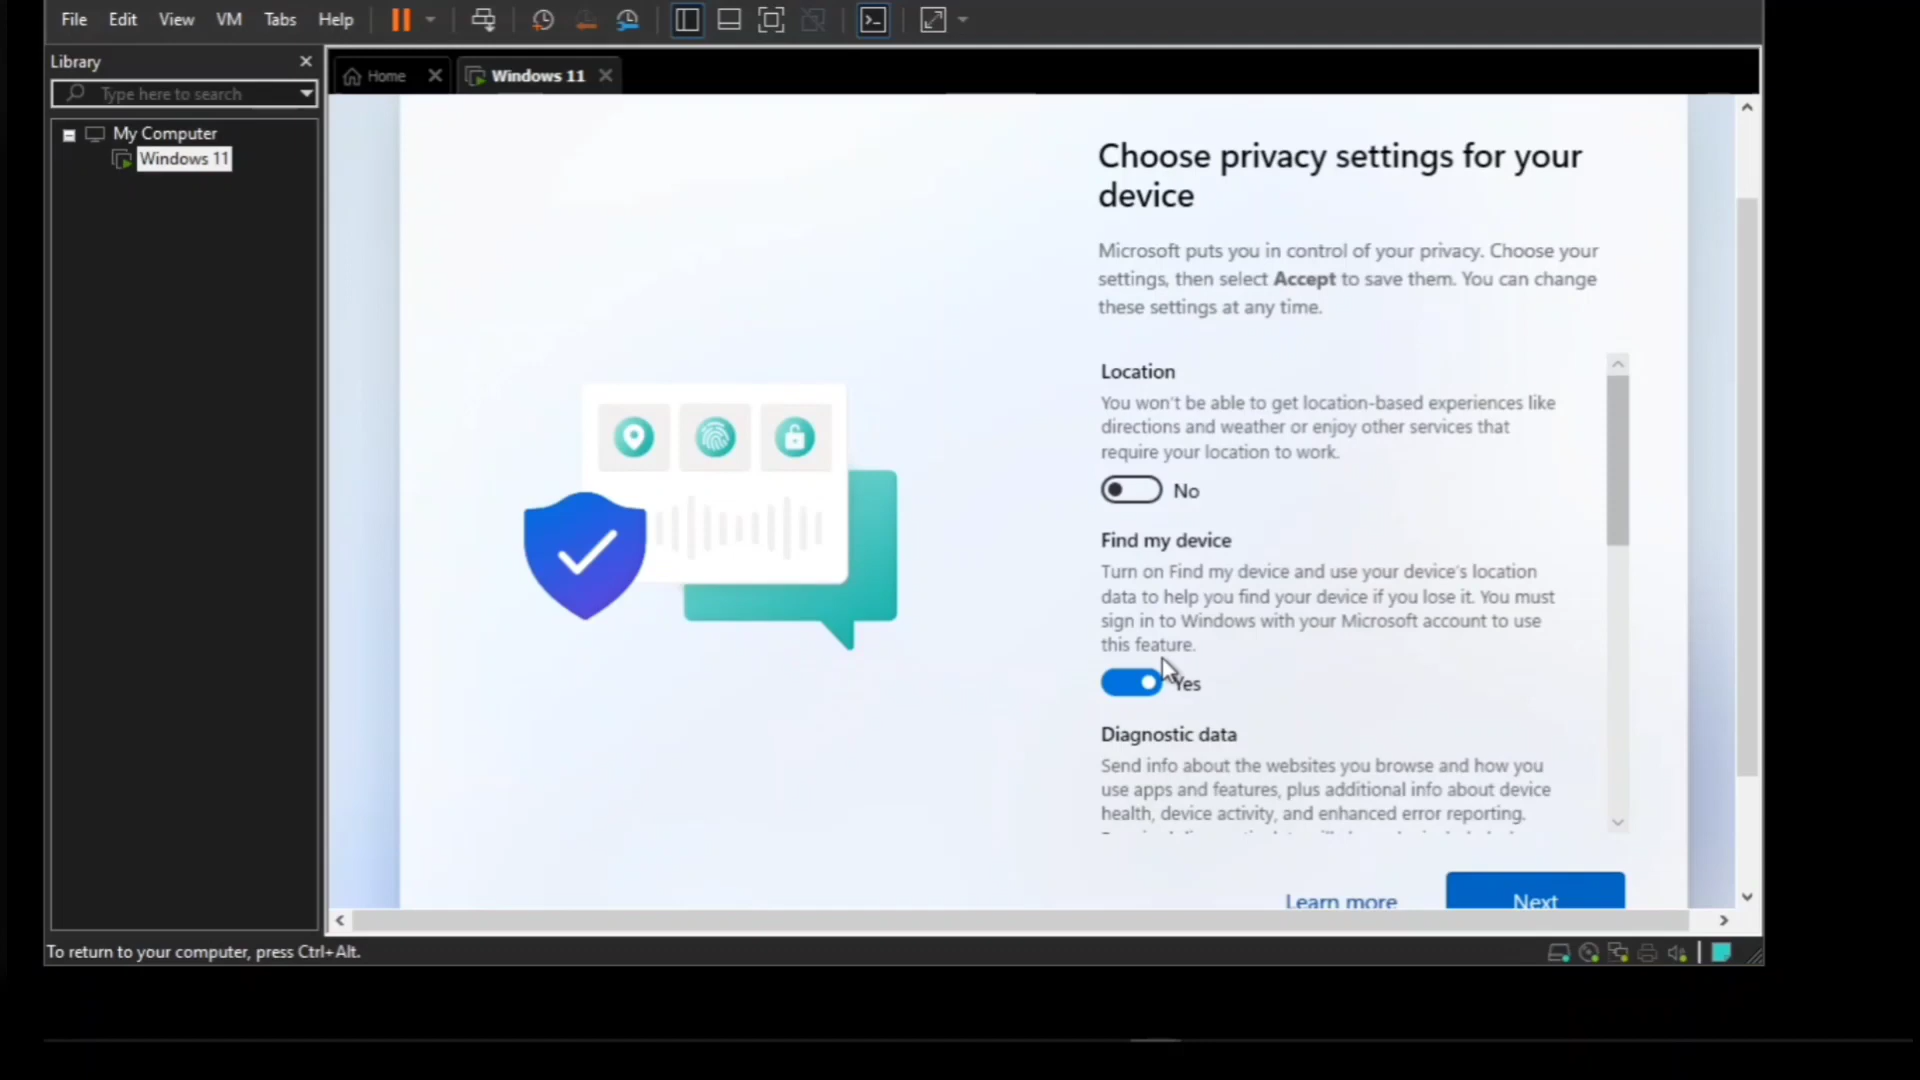 File Edit View VM Tabs Help
Library
Type here to search
My Computer
Windows 11
Home
Windows 11
Choose privacy settings for your
device
Microsoft puts you in control of your privacy. Choose your
settings, then select Accept to save them. You can change
these settings at any time.
Location
You won't be able to get location-based experiences like
directions and weather or enjoy other services that
require your location to work.
No
Find my device
Turn on Find my device and use your device's location
data to help you find your device if you lose it. You must
sign in to Windows with your Microsoft account to use
this feature.
Yes
Diagnostic data
Send info about the websites you browse and how you
use apps and features, plus additional info about device
health, device activity, and enhanced error reporting.
Learn more
Next
To return to your computer, press Ctrl+Alt.